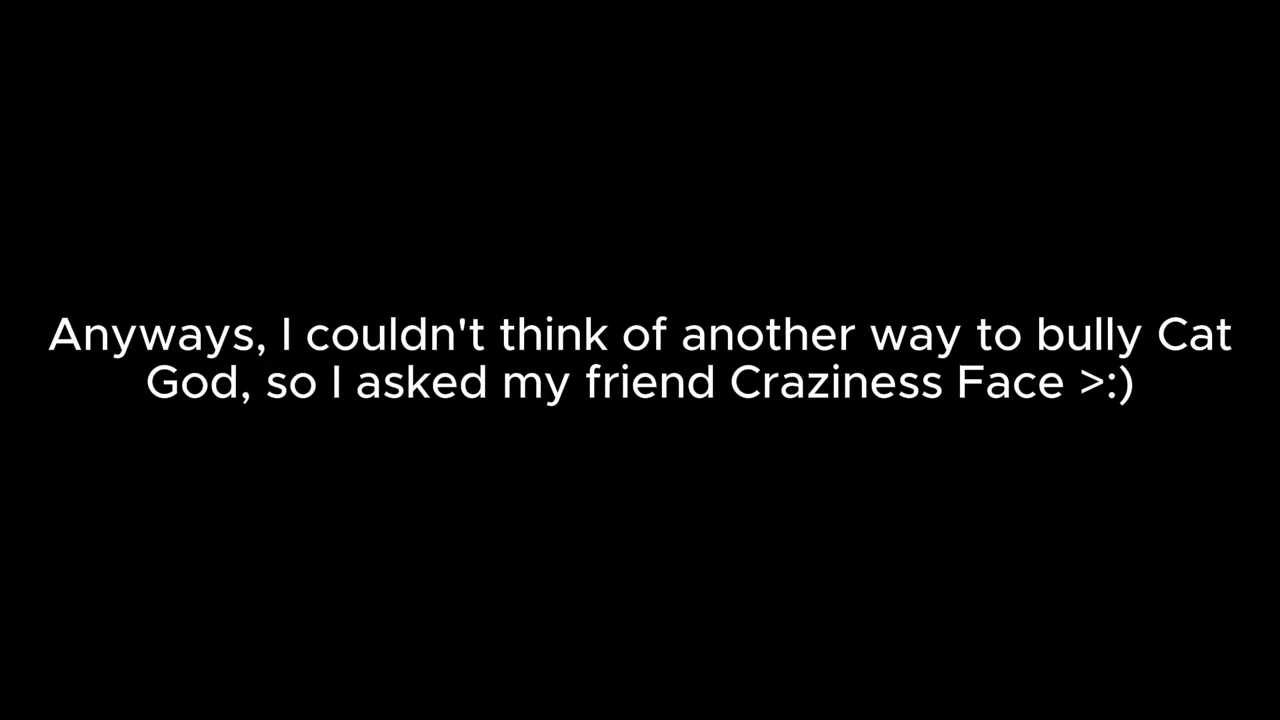 Anyways, I couldn't think of another way to bully Cat
God, so I asked my friend Craziness Face >:)